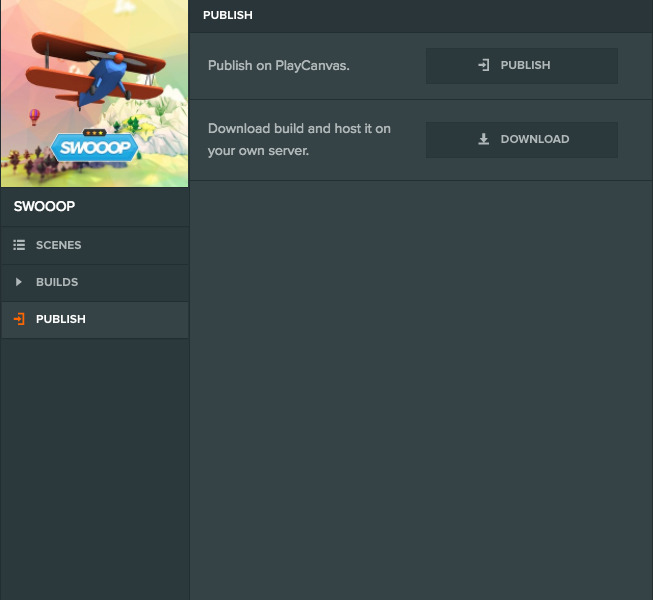 SWOOOP
SWOOOP
SCENES
BUILDS
PUBLISH
PUBLISH
Publish on PlayCanvas.
PUBLISH
Download build and host it on
your own server.
DOWNLOAD